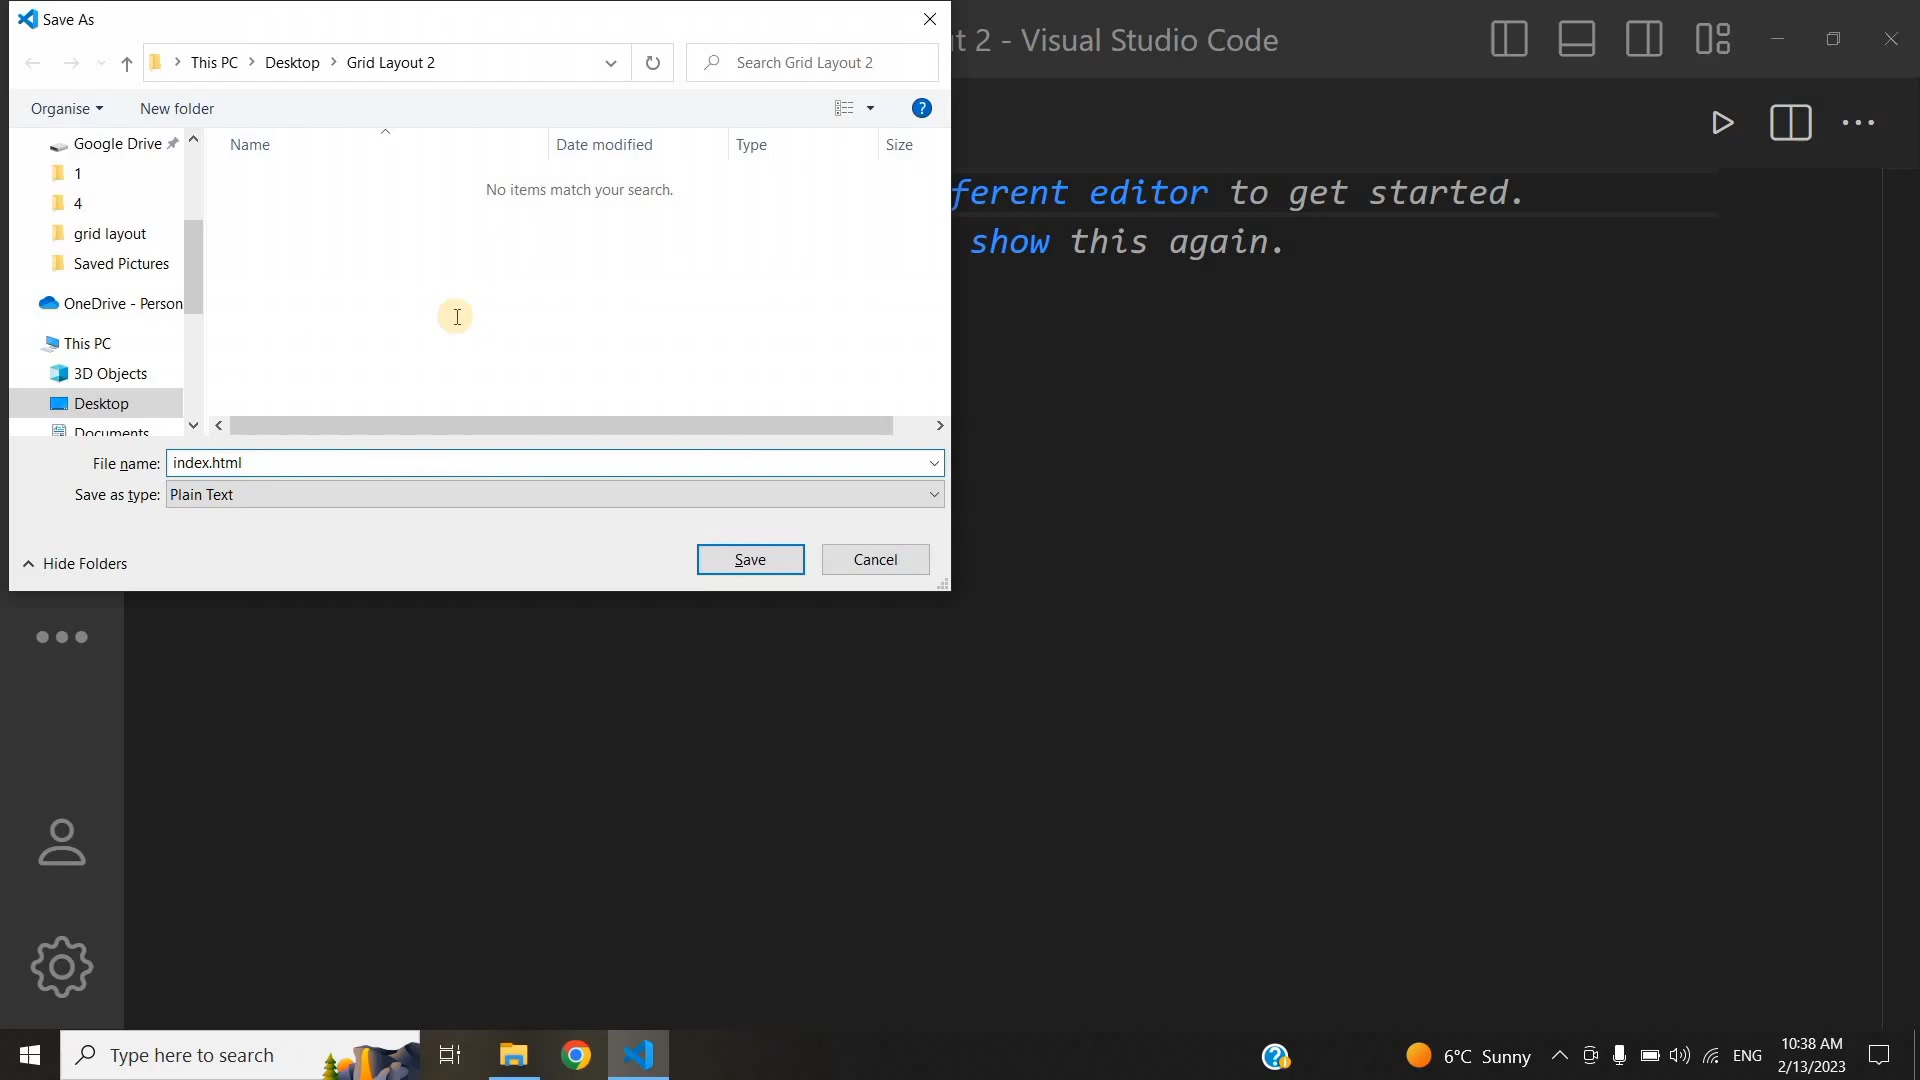 Save As
t 2 - Visual Studio Code
This PC > Desktop > Grid Layout 2
Search Grid Layout 2
Organise
New folder
Name
Date modified
Type
Size
No items match your search.
Google Drive
1
4
grid layout
Saved Pictures
OneDrive - Person
This PC
3D Objects
Desktop
Documents
ferent editor to get started.
show this again.
File name: index.html
Save as type: Plain Text
Hide Folders
Save
Cancel
Type here to search
6°C Sunny
ENG
10:38 AM
2/13/2023